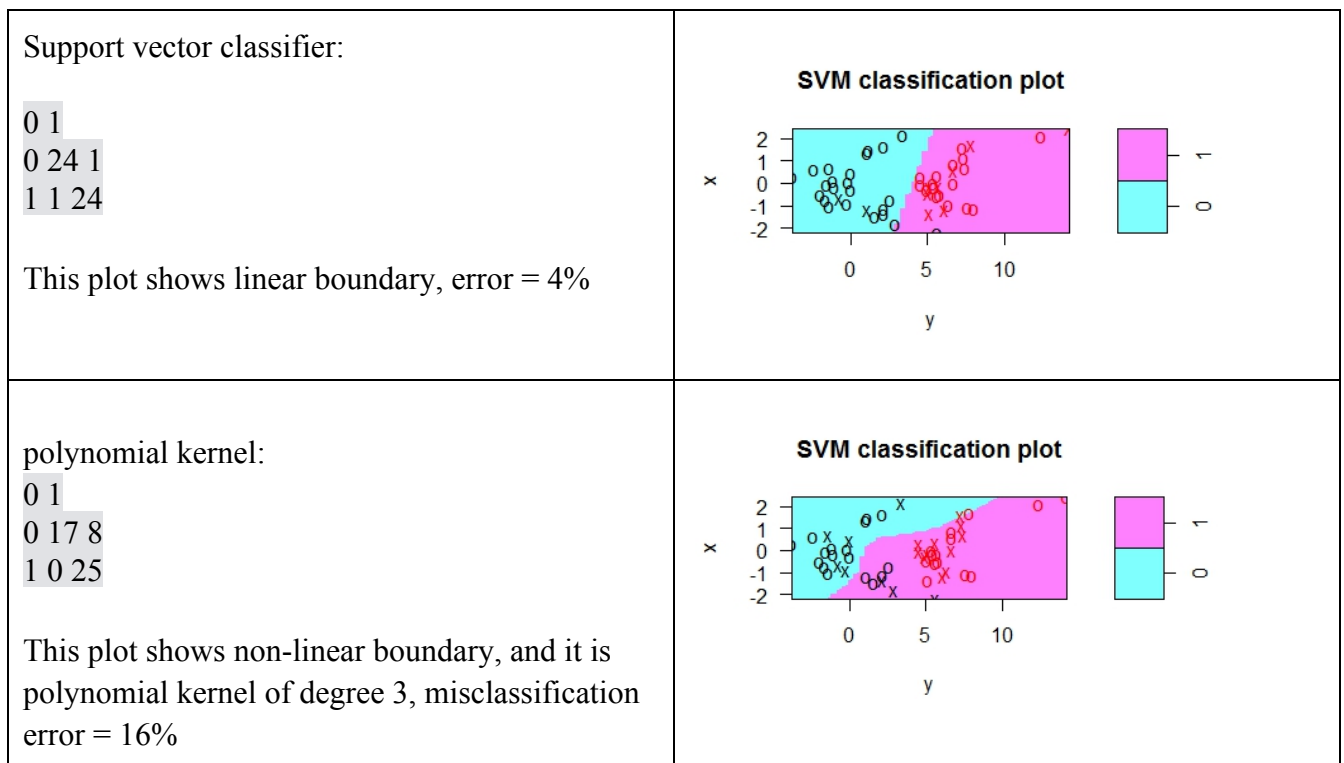 Support vector classifier:
0 1
0 24 1
1 1 24
This plot shows linear boundary, error = 4%
SVM classification plot
2
1
0
-1
-2
x
0 5 10
y
1
0
polynomial kernel:
0 1
0 17 8
1 0 25
This plot shows non-linear boundary, and it is
polynomial kernel of degree 3, misclassification
error = 16%
SVM classification plot
2
1
0
-1
-2
x
0 5 10
y
1
0